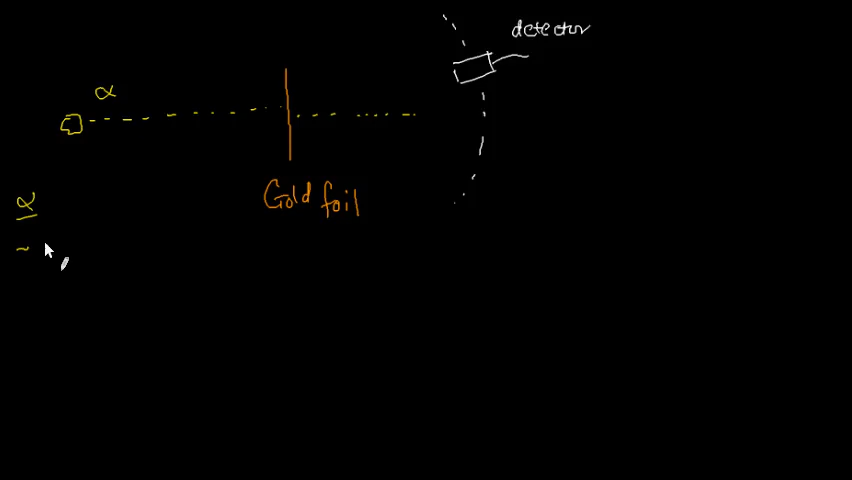 detector
α
Gold foil
α
~